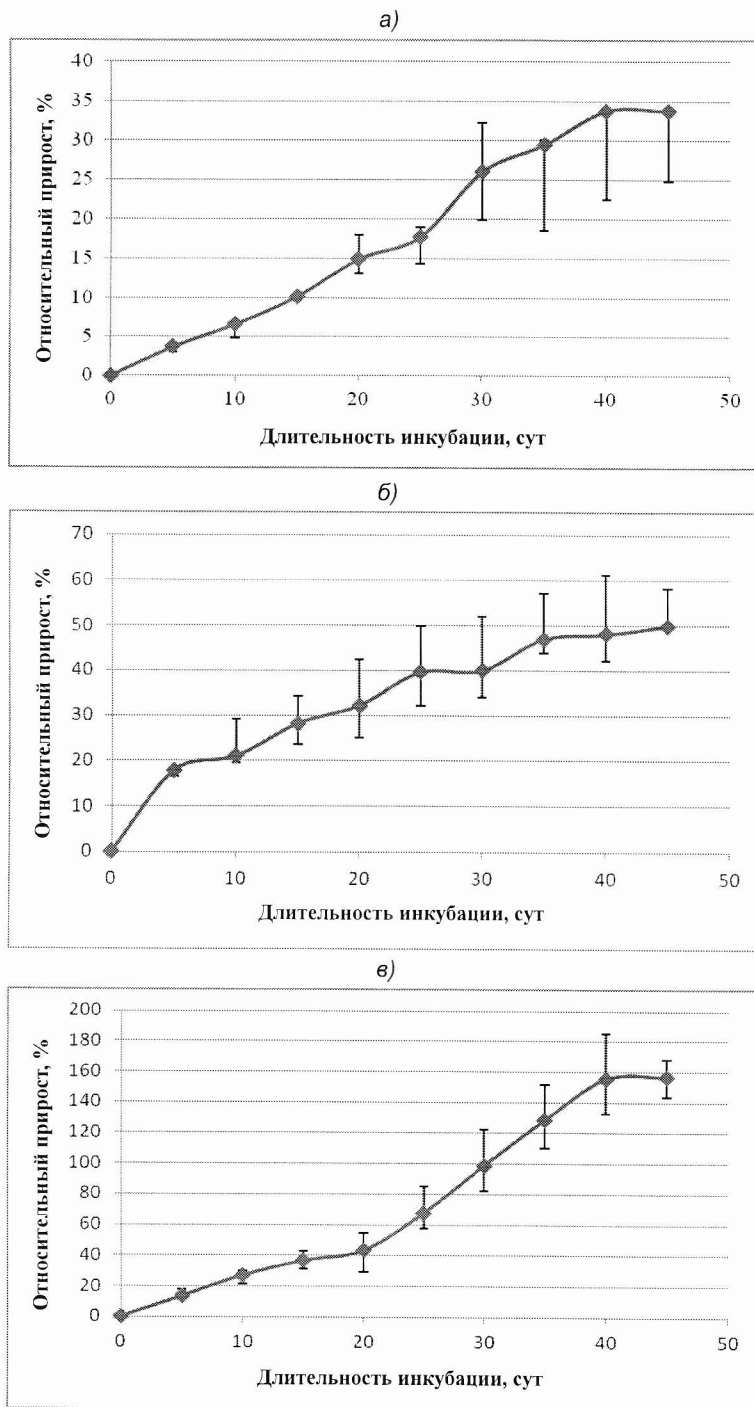 а)
Относительный прирост, %
40
35
30
25
20
15
10
5
0
0 10 20 30 40 50
Длительность инкубации, сут
б)
Относительный прирост, %
70
60
50
40
30
20
10
0
0 10 20 30 40 50
Длительность инкубации, сут
в)
Относительный прирост, %
200
180
160
140
120
100
80
60
40
20
0
0 10 20 30 40 50
Длительность инкубации, сут